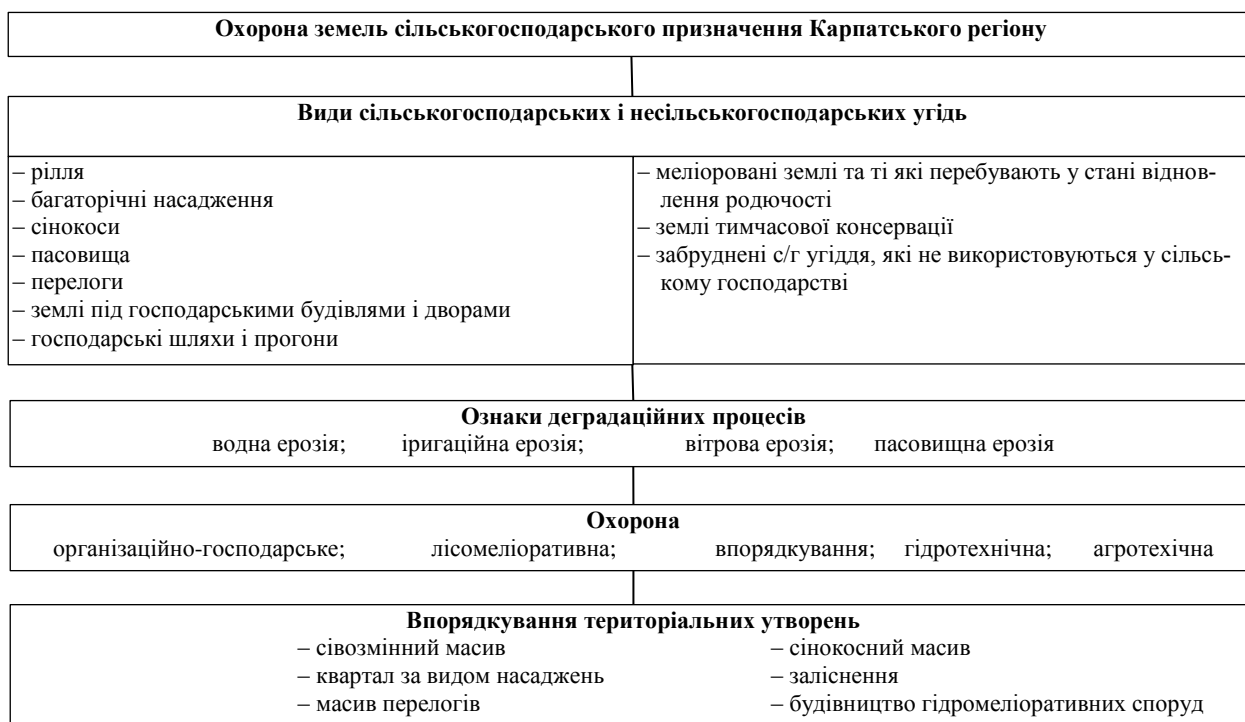 Охорона земель сільськогосподарського призначення Карпатського регіону
Види сільськогосподарських і несільськогосподарських угідь
– рілля
– багаторічні насадження
– сінокоси
– пасовища
– перелоги
– землі під господарськими будівлями і дворами
– господарські шляхи і прогони
– меліоровані землі та ті які перебувають у стані віднов-
лення родючості
– землі тимчасової консервації
– забруднені с/г угіддя, які не використовуються у сільсь-
кому господарстві
Ознаки деградаційних процесів
водна ерозія; іригаційна ерозія; вітрова ерозія; пасовищна ерозія
Охорона
організаційно-господарське; лісомеліоративна; впорядкування; гідротехнічна; агротехічна
Впорядкування територіальних утворень
– сівозмінний масив
– квартал за видом насаджень
– масив перелогів
– сінокосний масив
– заліснення
– будівництво гідромеліоративних споруд